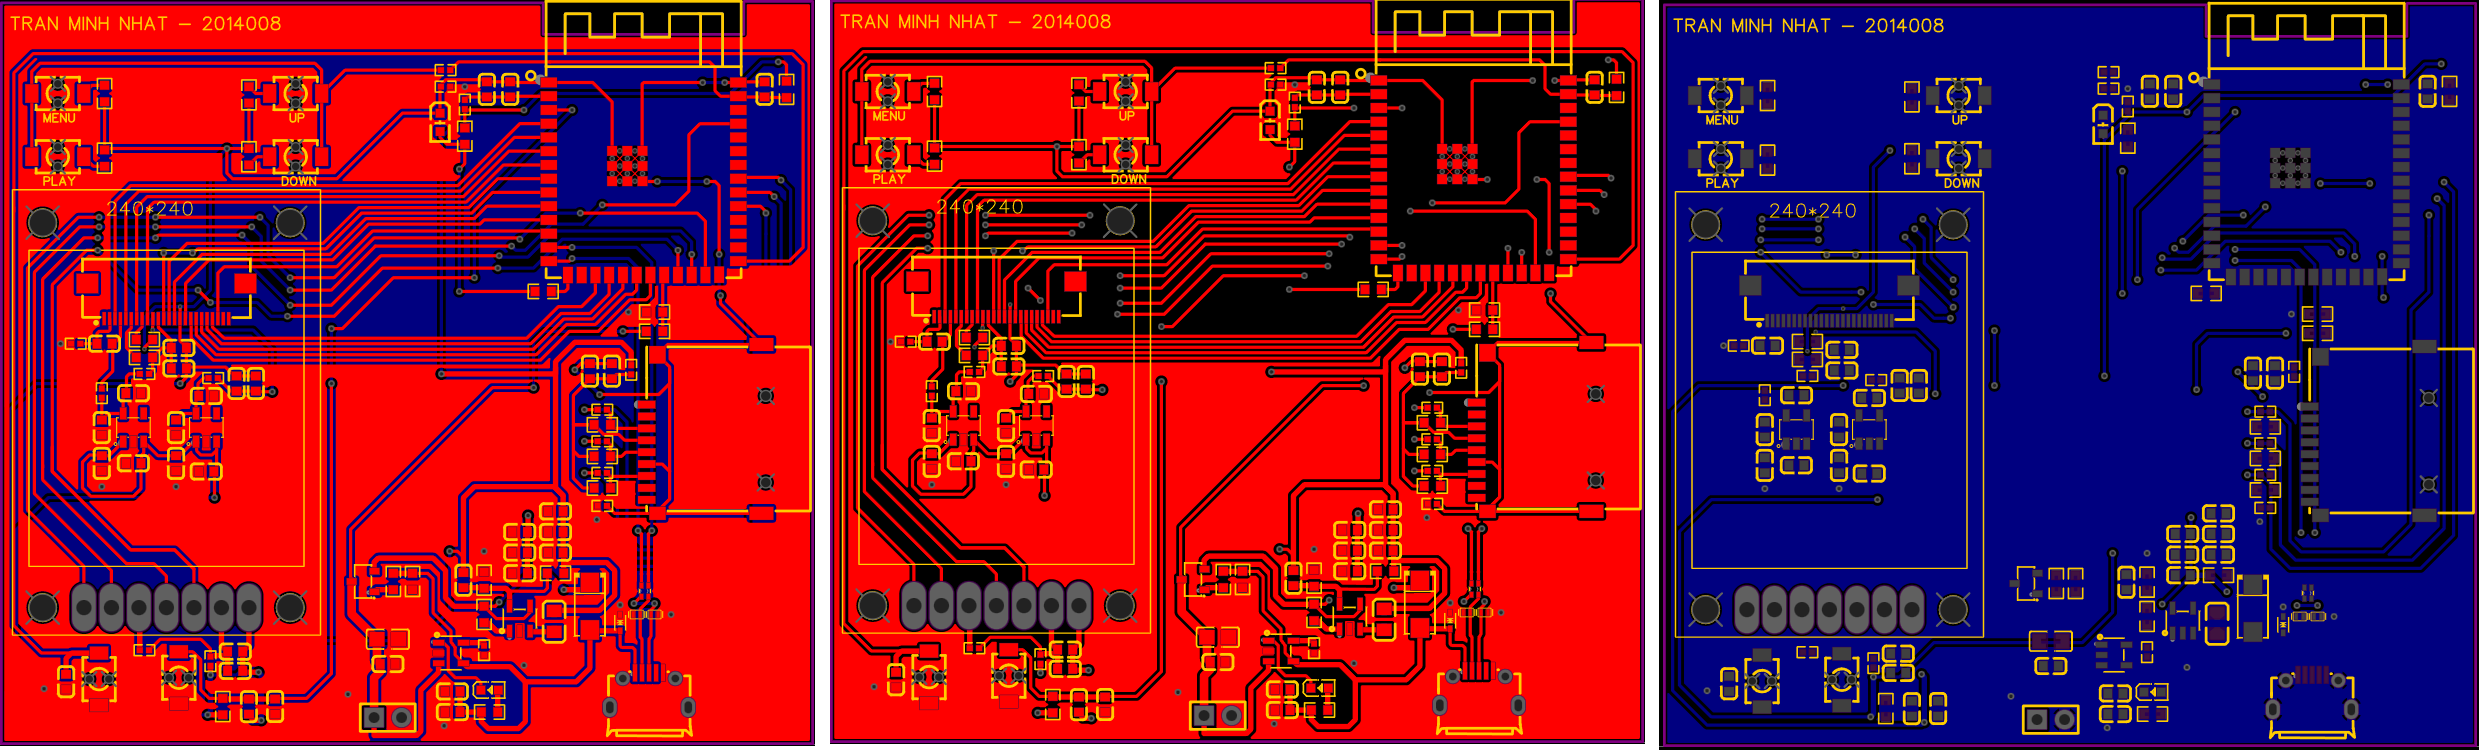 TRAN MINH NHAT - 2014008
MENU
UP
PLAY
DOWN
240*240
TRAN MINH NHAT - 2014008
MENU
UP
PLAY
DOWN
240*240
TRAN MINH NHAT - 2014008
MENU
UP
PLAY
DOWN
240*240